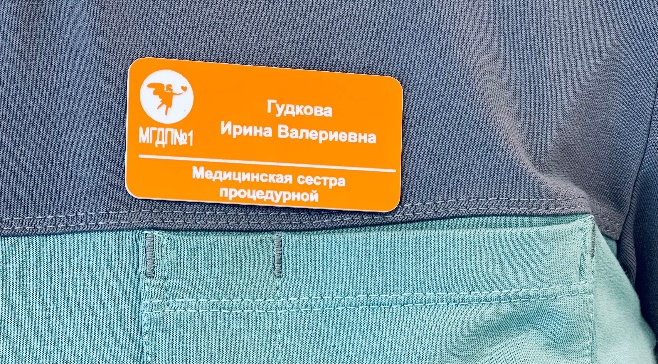 МГДП№1
Гудкова
Ирина Валериевна
Медицинская сестра
процедурной